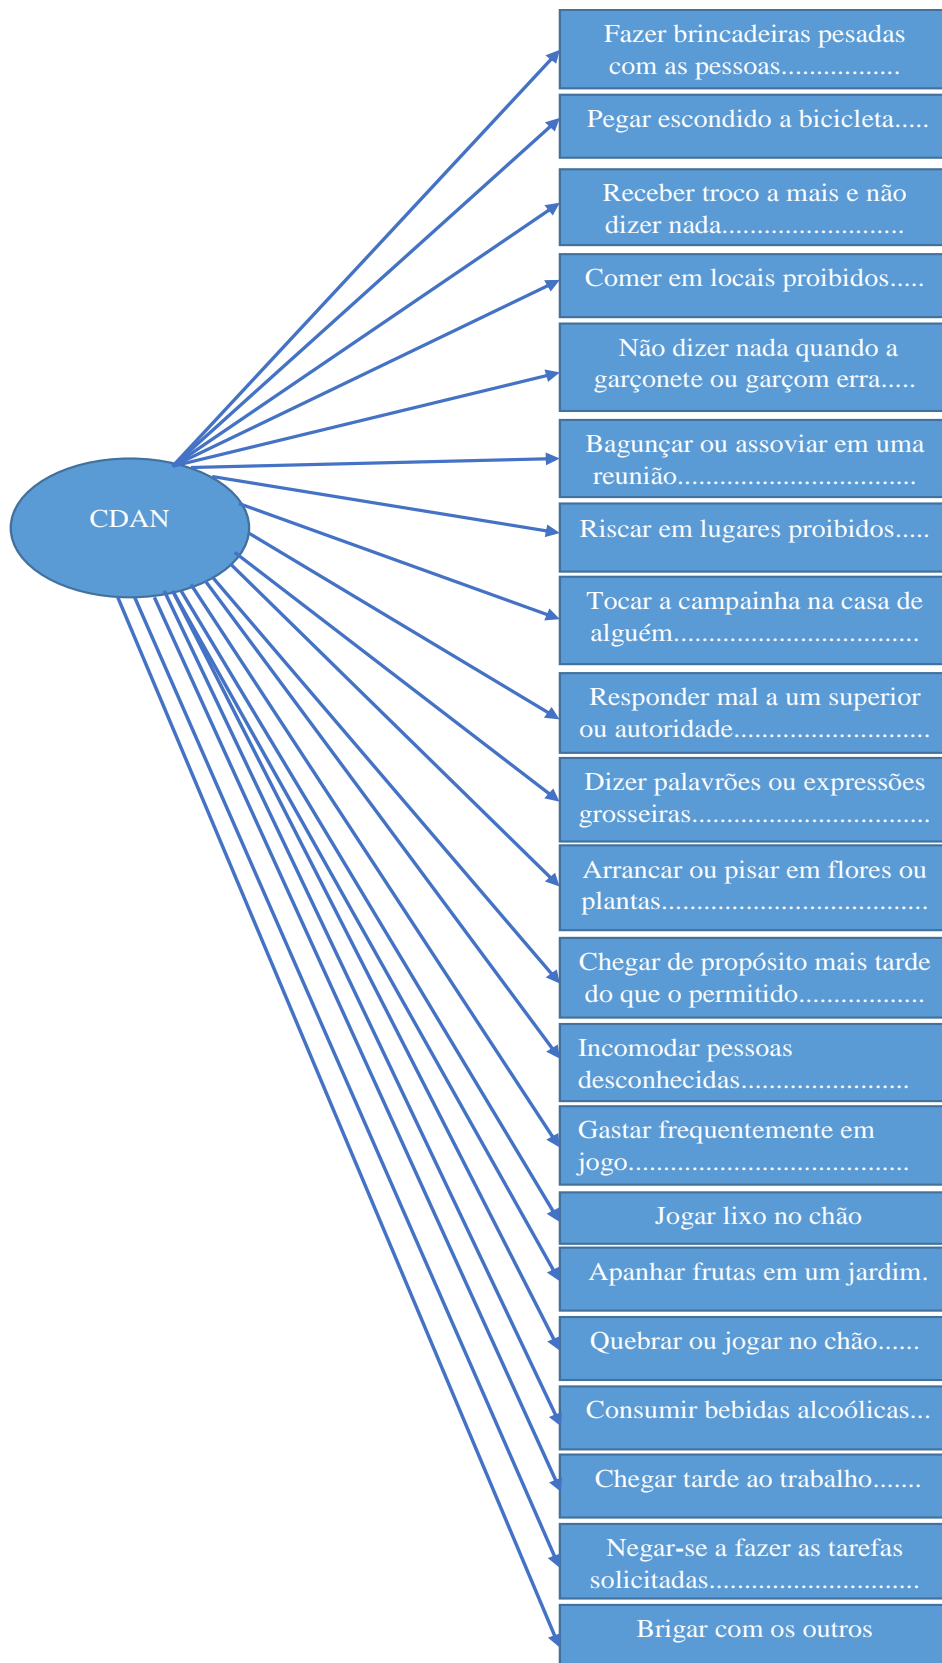 Fazer brincadeiras pesadas
com as pessoas.................
Pegar escondido a bicicleta.....
Receber troco a mais e não
dizer nada..........................
Comer em locais proibidos.....
Não dizer nada quando a
garçonete ou garçom erra.....
Bagunçar ou assoviar em uma
reunião..................................
CDAN
Riscar em lugares proibidos.....
Tocar a campainha na casa de
alguém...................................
Responder mal a um superior
ou autoridade............................
Dizer palavrões ou expressões
grosseiras..................................
Arrancar ou pisar em flores ou
plantas......................................
Chegar de propósito mais tarde
do que o permitido..................
Incomodar pessoas
desconhecidas........................
Gastar frequentemente em
jogo........................................
Jogar lixo no chão
Apanhar frutas em um jardim.
Quebrar ou jogar no chão......
Consumir bebidas alcoólicas...
Chegar tarde ao trabalho.......
Negar-se a fazer as tarefas
solicitadas..............................
Brigar com os outros